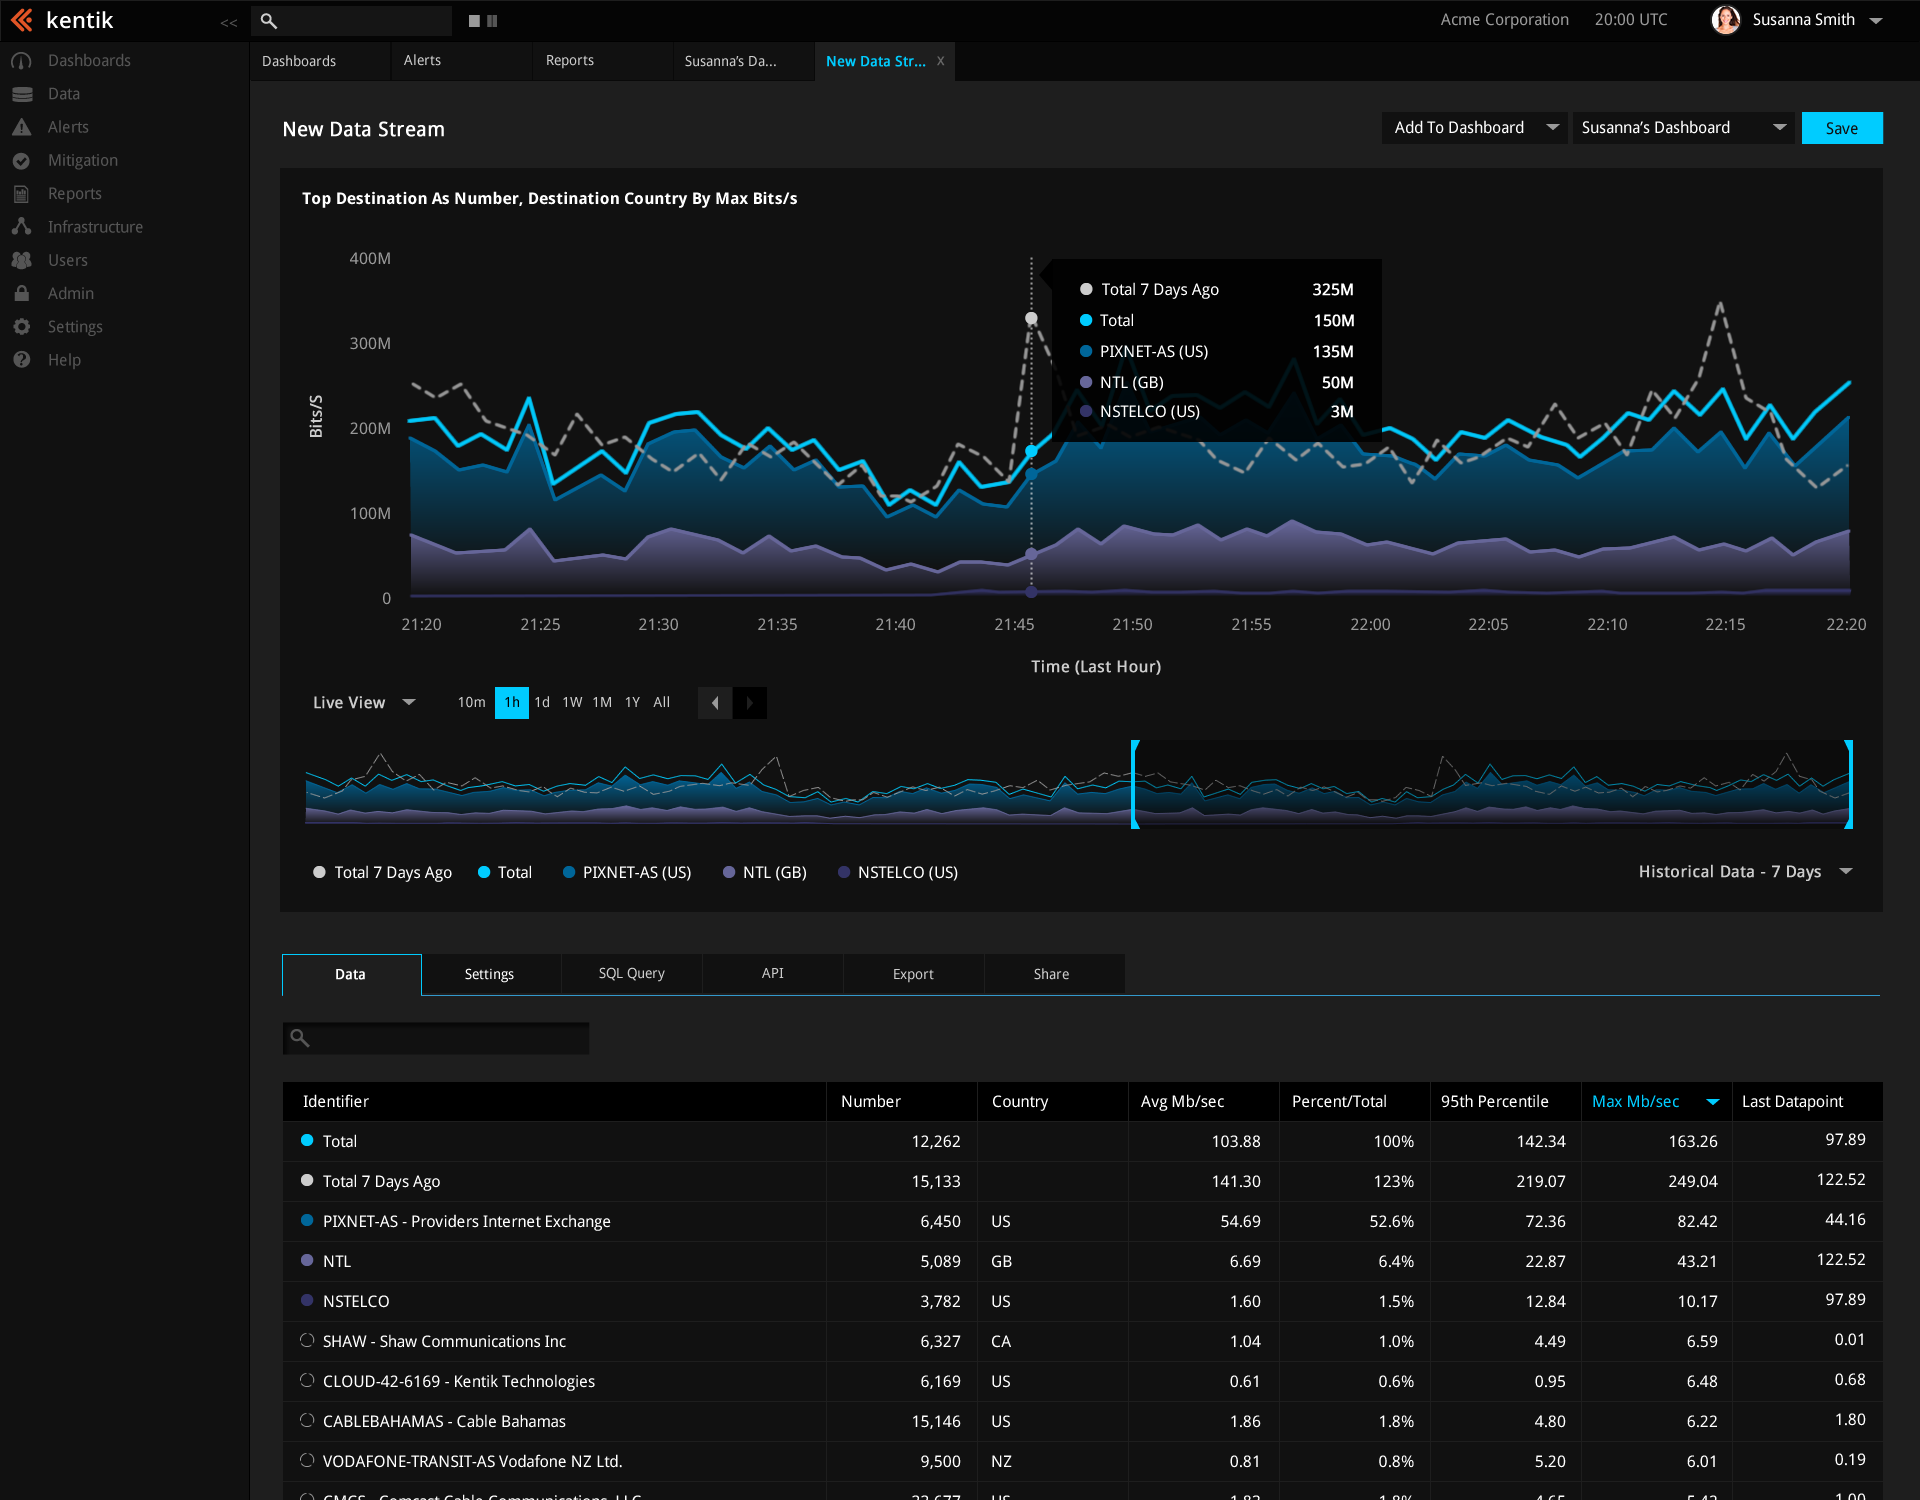 kentik
<<
Acme Corporation 20:00 UTC Susanna Smith
Dashboards
Data
Alerts
Mitigation
Reports
Infrastructure
Users
Admin
Settings
Help
Dashboards Alerts Reports Susanna's Da... New Data Str... X
New Data Stream
Add To Dashboard Susanna's Dashboard Save
Top Destination As Number, Destination Country By Max Bits/s
400M
300M
200M
100M
0
Bits/S
Total 7 Days Ago 325M
Total 150M
PIXNET-AS (US) 135M
NTL (GB) 50M
NSTELCO (US) 3M
21:20 21:25 21:30 21:35 21:40 21:45 21:50 21:55 22:00 22:05 22:10 22:15 22:20
Time (Last Hour)
Live View 10m 1h 1d 1W 1M 1Y All
Total 7 Days Ago Total PIXNET-AS (US) NTL (GB) NSTELCO (US) Historical Data - 7 Days
Data Settings SQL Query API Export Share
Identifier Number Country Avg Mb/sec Percent/Total 95th Percentile Max Mb/sec Last Datapoint
Total 12,262 103.88 100% 142.34 163.26 97.89
Total 7 Days Ago 15,133 141.30 123% 219.07 249.04 122.52
PIXNET-AS - Providers Internet Exchange 6,450 US 54.69 52.6% 72.36 82.42 44.16
NTL 5,089 GB 6.69 6.4% 22.87 43.21 122.52
NSTELCO 3,782 US 1.60 1.5% 12.84 10.17 97.89
SHAW - Shaw Communications Inc 6,327 CA 1.04 1.0% 4.49 6.59 0.01
CLOUD-42-6169 - Kentik Technologies 6,169 US 0.61 0.6% 0.95 6.48 0.68
CABLEBAHAMAS - Cable Bahamas 15,146 US 1.86 1.8% 4.80 6.22 1.80
VODAFONE-TRANSIT-AS Vodafone NZ Ltd. 9,500 NZ 0.81 0.8% 5.20 6.01 0.19